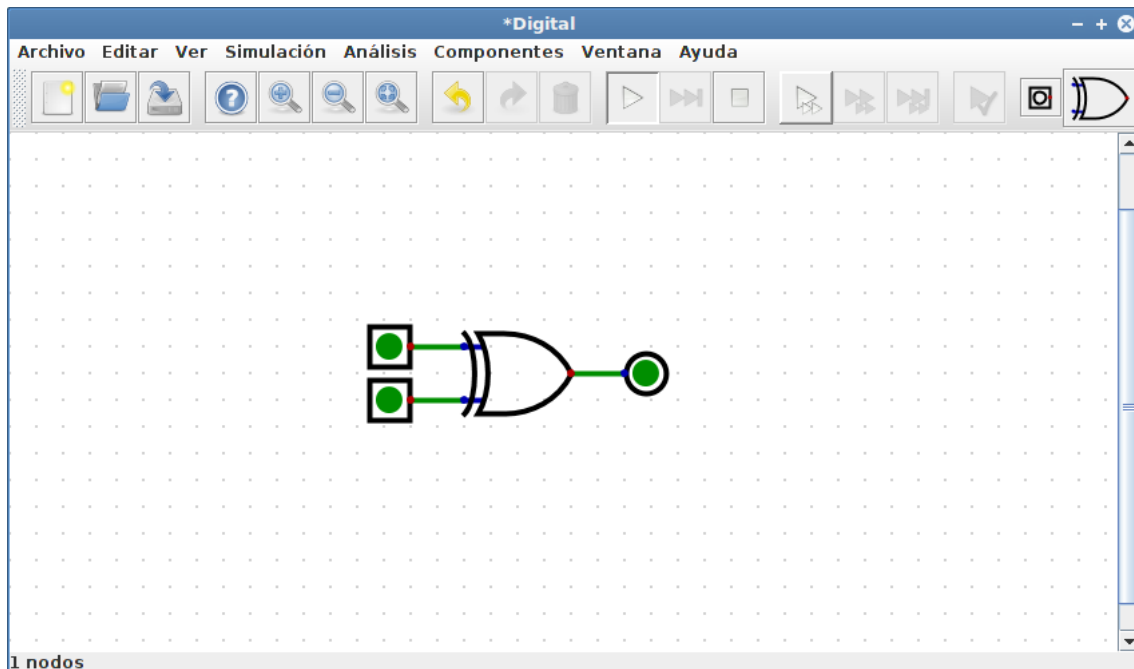 *Digital
Archivo Editar Ver Simulación Análisis Componentes Ventana Ayuda
1 nodos